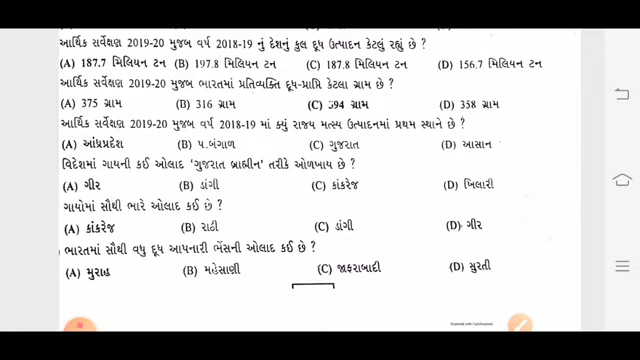 આર્થિક સર્વેક્ષણ 2019-20 મુજબ વર્ષ 2018-19 નું દેશનું કુલ દૂધ ઉત્પાદન કેટલું રહ્યું છે ?
(A) 187.7 મિલિયન ટન (B) 197.8 મિલિયન ટન (C) 187.8 મિલિયન ટન (D) 156.7 મિલિયન ટન
આર્થિક સર્વેક્ષણ 2019-20 મુજબ ભારતમાં પ્રતિવ્યક્તિ દૂધ-પ્રાપ્તિ કેટલા ગ્રામ છે ?
(A) 375 ગ્રામ (B) 316 ગ્રામ (C) 394 ગ્રામ (D) 358 ગ્રામ
આર્થિક સર્વેક્ષણ 2019-20 મુજબ વર્ષ 2018-19 માં ક્યું રાજ્ય મત્સ્ય ઉત્પાદનમાં પ્રથમ સ્થાને છે ?
(A) આંધ્રપ્રદેશ (B) પ.બંગાળ (C) ગુજરાત (D) આસાન
વિદેશમાં ગાયની કઈ ઓલાદ ‘ગુજરાત બ્રાહ્મીન’ તરીકે ઓળખાય છે ?
(A) ગીર (B) ડાંગી (C) કાંકરેજ (D) ખિલારી
ગાયોમાં સૌથી ભારે ઓલાદ કઈ છે ?
(A) કાંકરેજ (B) રાઠી (C) ડાંગી (D) ગીર
ભારતમાં સૌથી વધુ દૂધ આપનારી ભેંસની ઓલાદ કઈ છે ?
(A) મુરાહ (B) મહેસાણી (C) જાફરાબાદી (D) સુરતી
Scanned with CamScanner